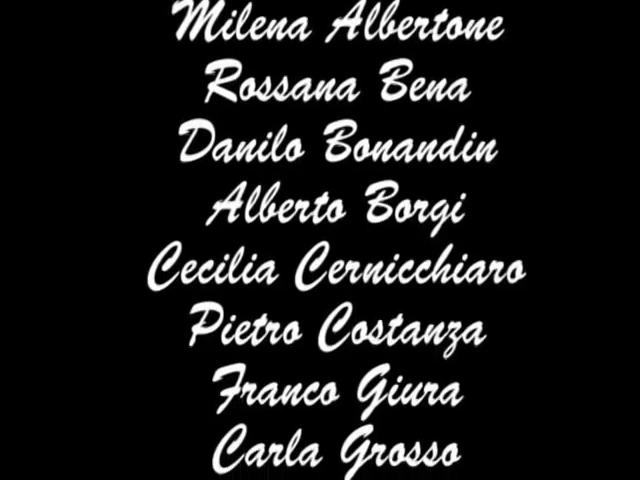 Milena Albertone
Rossana Bena
Danilo Bonandin
Alberto Borgi
Cecilia Cernicchiaro
Pietro Costanza
Franco Giura
Carla Grosso